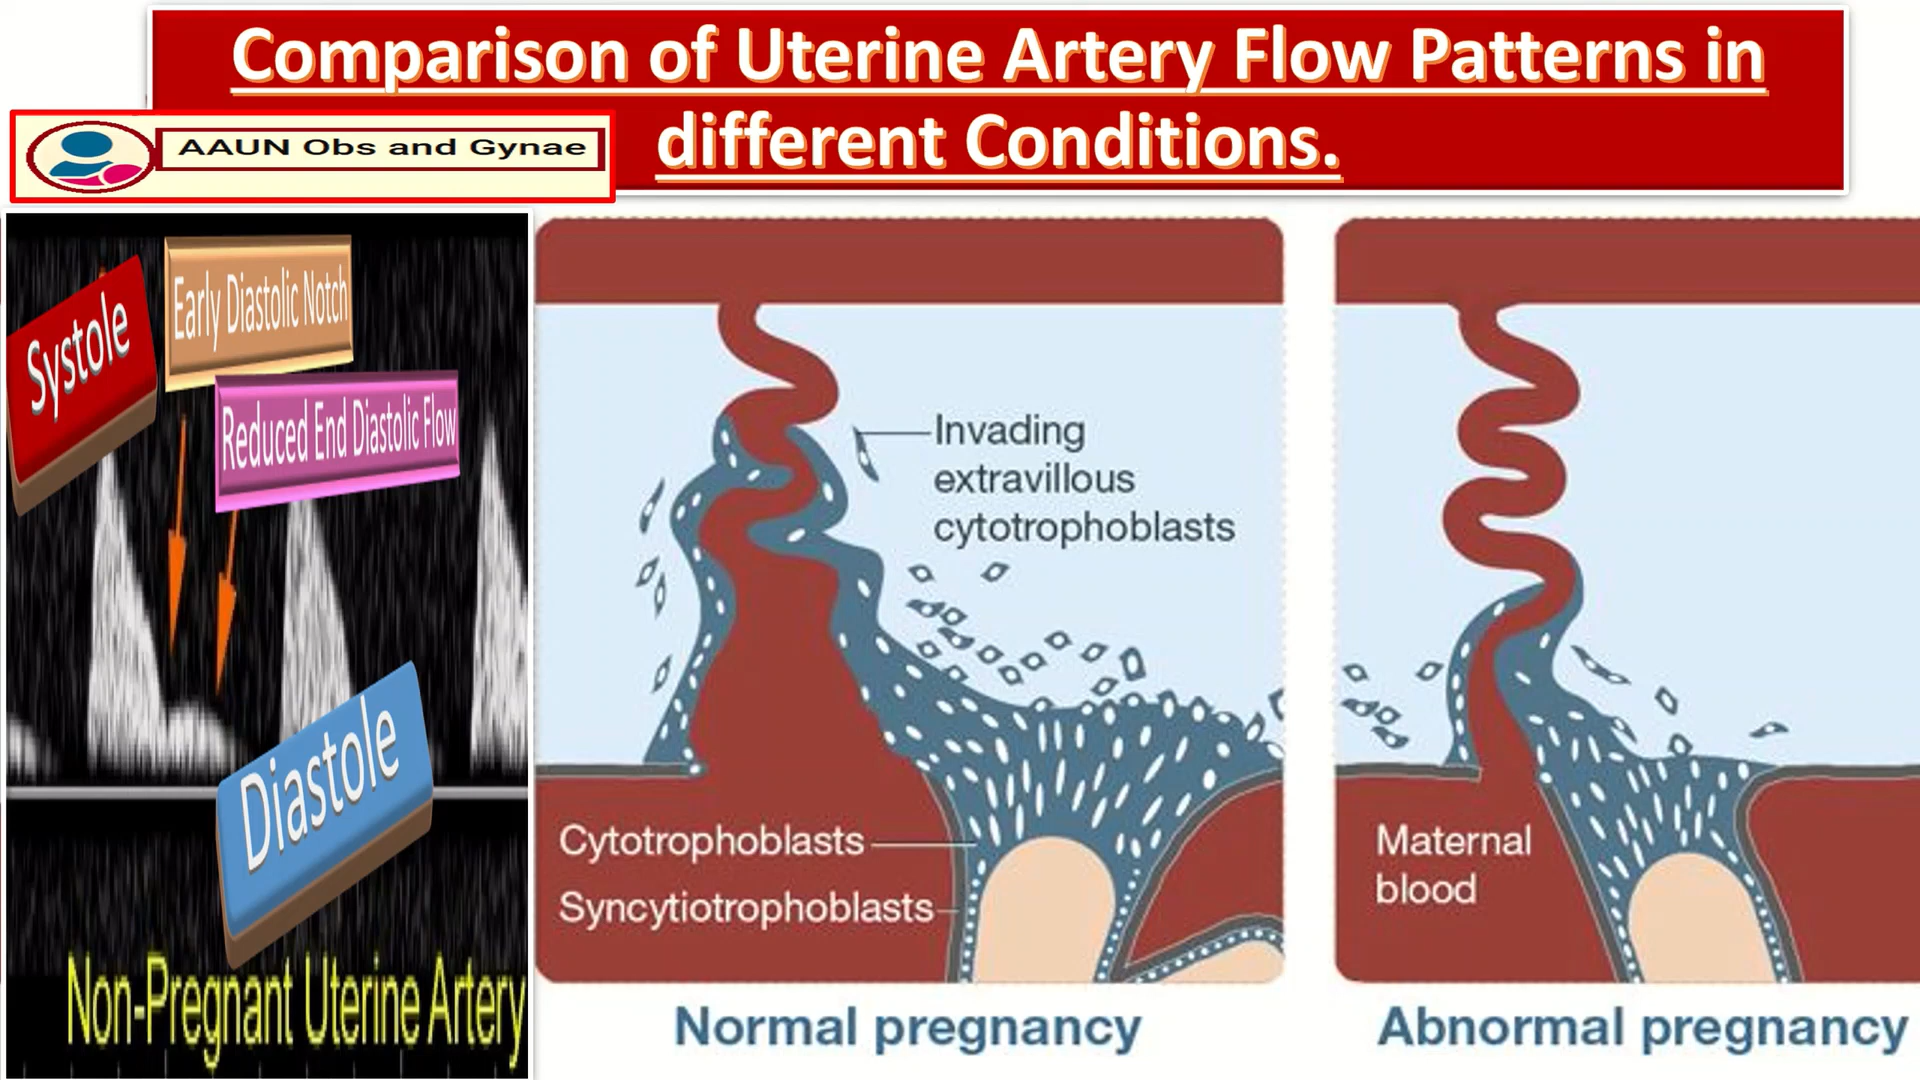 Comparison of Uterine Artery Flow Patterns in
different Conditions.
AAUN Obs and Gynae
Systole
Early Diastolic Notch
Reduced End Diastolic Flow
Diastole
Non-Pregnant Uterine Artery
Invading
extravillous
cytotrophoblasts
Cytotrophoblasts
Syncytiotrophoblasts
Normal pregnancy
Maternal
blood
Abnormal pregnancy